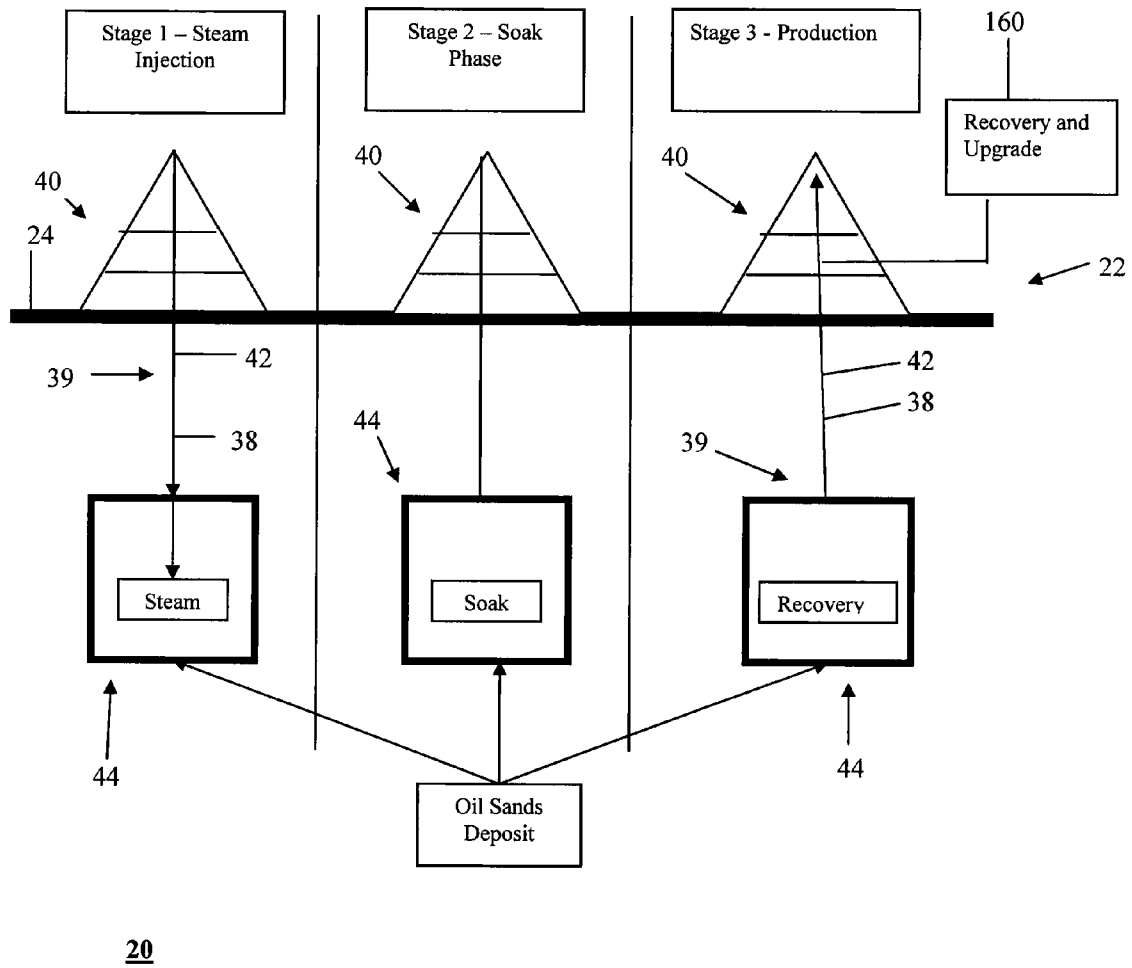 Stage 1 – Steam
Injection
Stage 2 – Soak
Phase
Stage 3 - Production
160
Recovery and
Upgrade
40
40
40
24
22
42
39
38
44
42
38
39
Steam
Soak
Recovery
44
44
Oil Sands
Deposit
20